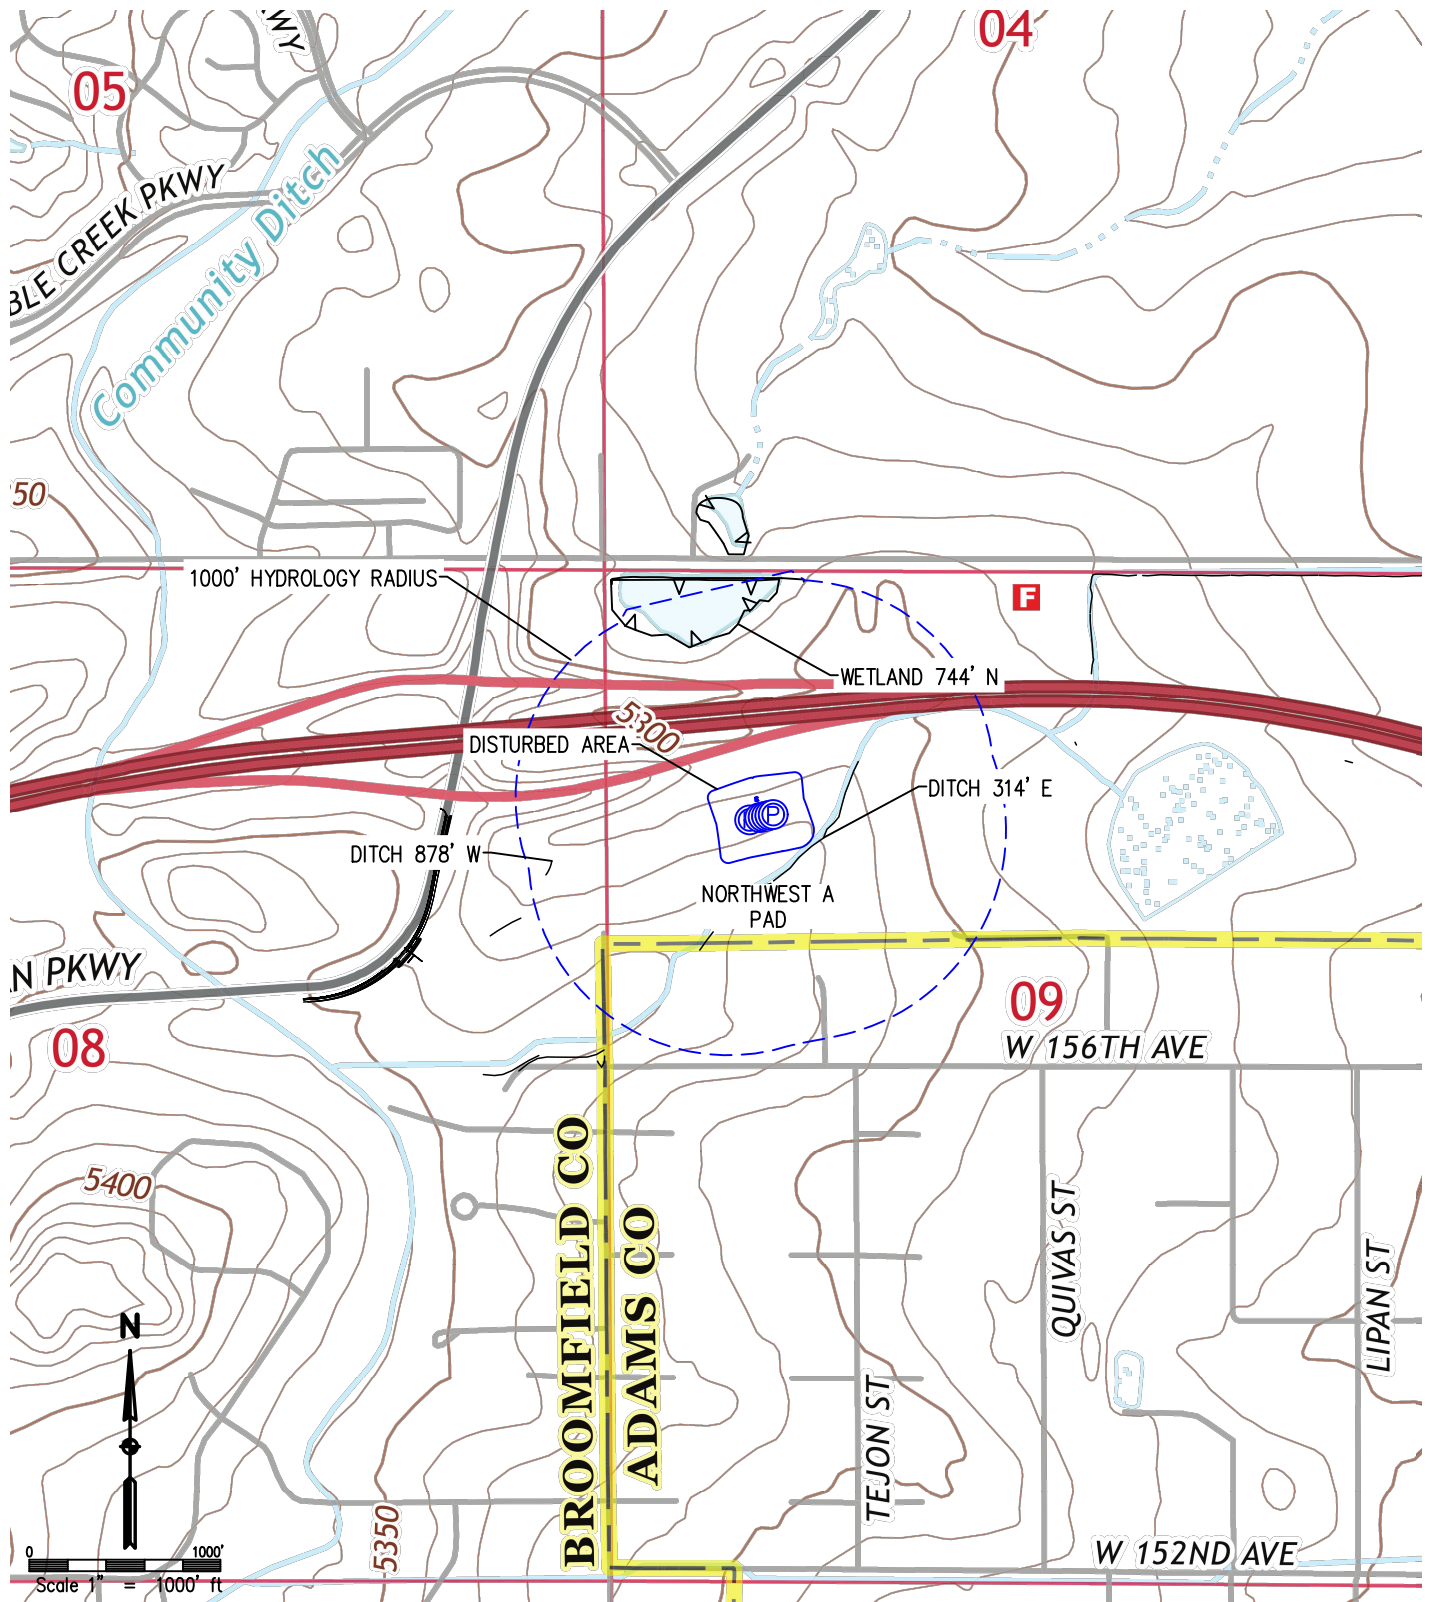 WY
04
05
BLE CREEK PKWY
Community Ditch
50
1000' HYDROLOGY RADIUS
F
WETLAND 744' N
5300
DISTURBED AREA
DITCH 314' E
P
DITCH 878' W
NORTHWEST A
PAD
N PKWY
09
08
W 156TH AVE
5400
BROOMFIELD CO
ADAMS CO
QUIVAS ST
LIPAN ST
TEJON ST
N
5350
0 1000'
Scale 1" = 1000' ft
W 152ND AVE